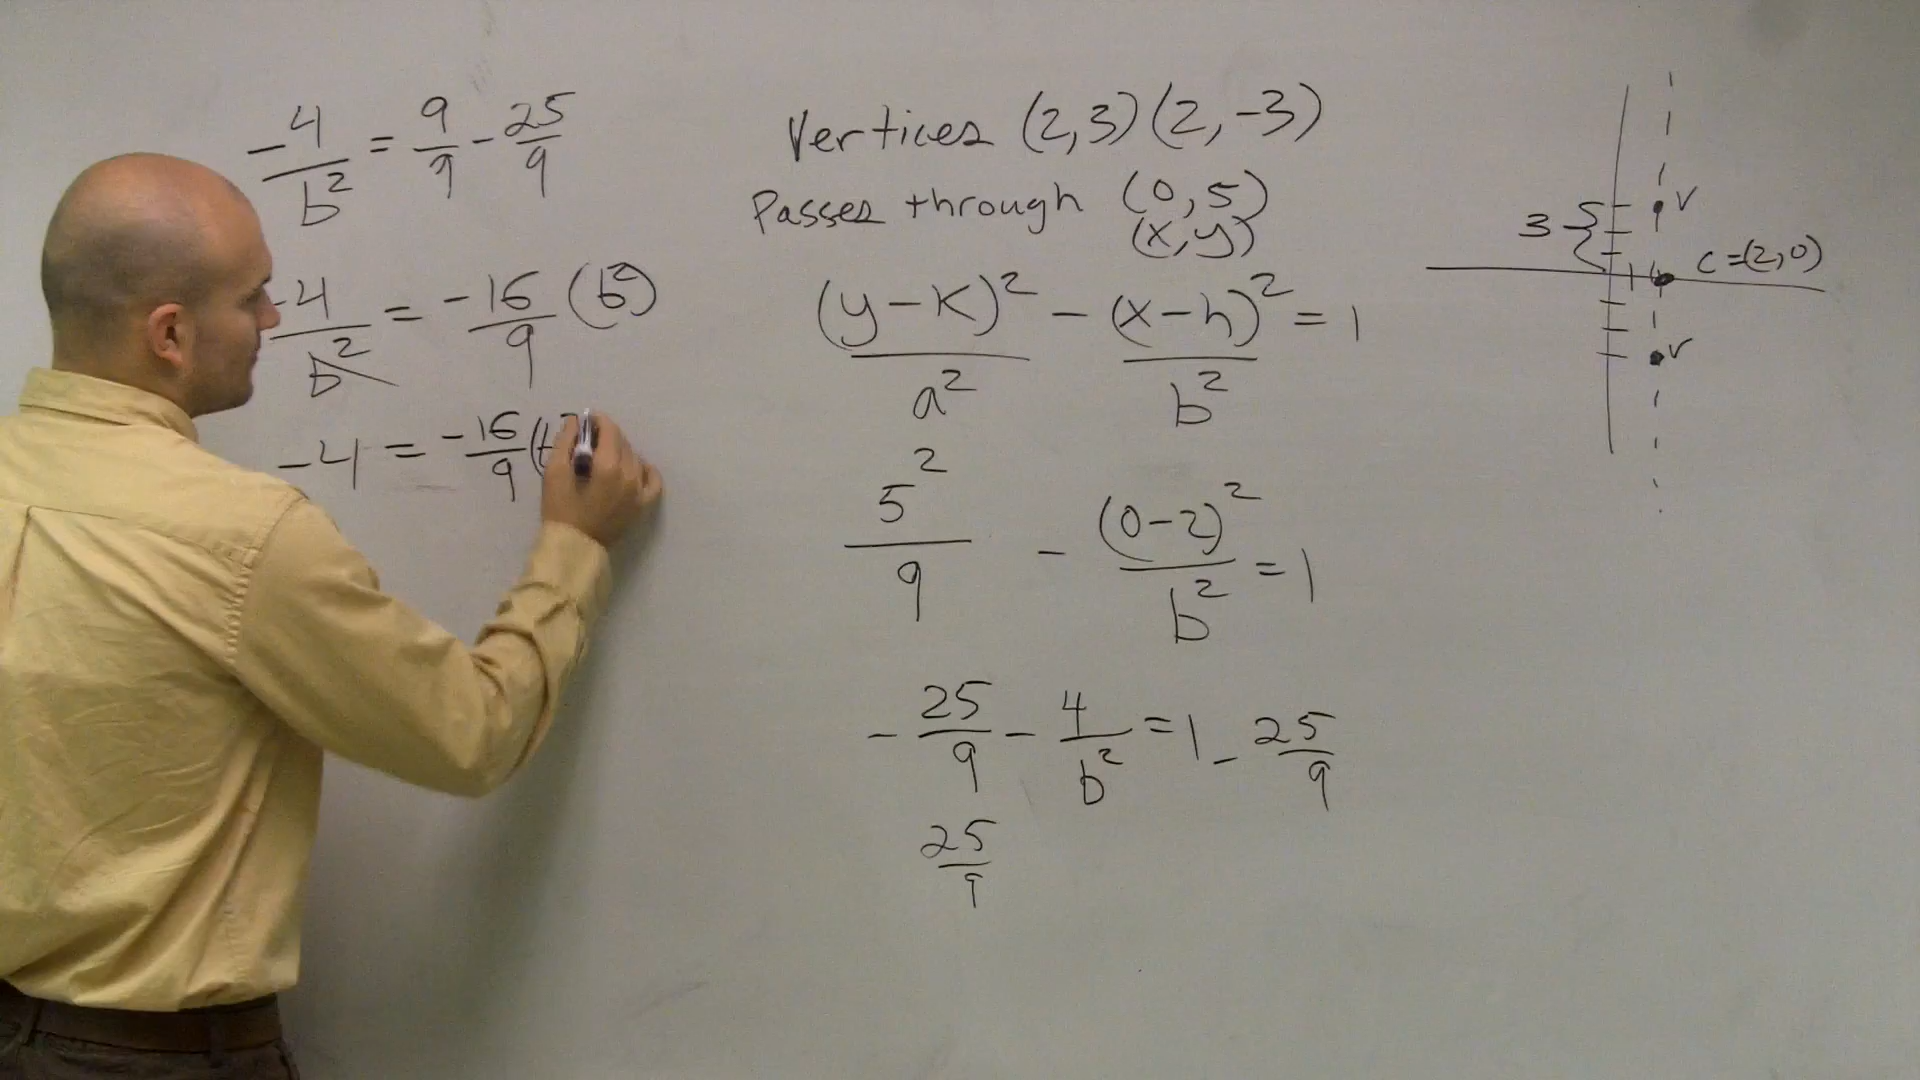 -4/b² = 9/9 - 25/9
-4/b² = -16/9 (b²)
-4 = -16/9 (
Vertices (2,3) (2,-3)
Passes through (0,5)
(x,y)
(y-k)²/a² - (x-h)²/b² = 1
5²/9 - (0-2)²/b² = 1
- 25/9 - 4/b² = 1 - 25/9
25/9
V
3
C=(2,0)
V